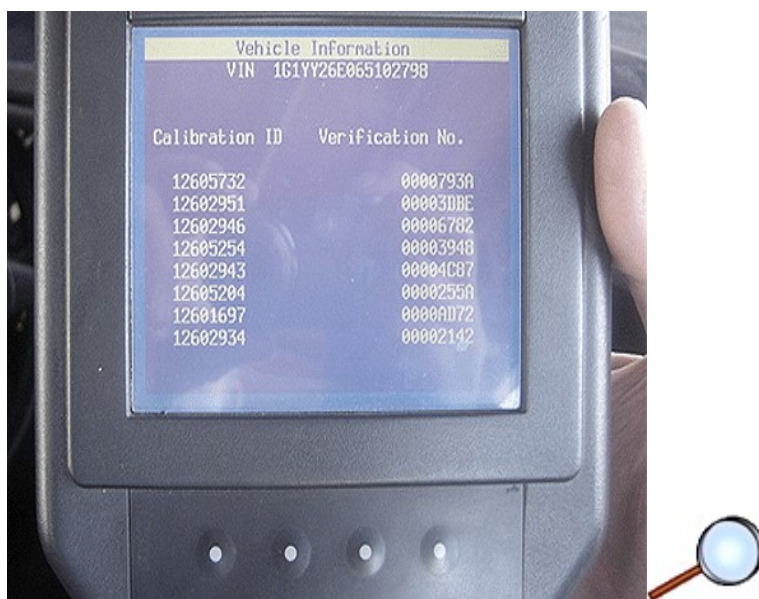 Vehicle Information
VIN 1G1YY26E065102798
Calibration ID Verification No.
12605732 0000793A
12602951 00003DBE
12602946 00006782
12605254 00003948
12602943 00004C87
12605204 0000255A
12601697 0000AD72
12602934 00002142